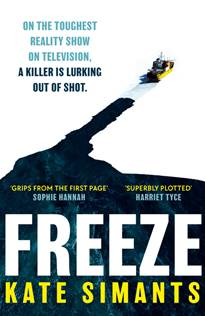 ON THE TOUGHEST
REALITY SHOW
ON TELEVISION,
A KILLER IS LURKING
OUT OF SHOT.
'GRIPS FROM THE FIRST PAGE' 'SUPERBLY PLOTTED'
SOPHIE HANNAH HARRIET TYCE
FREEZE
KATE SIMANTS